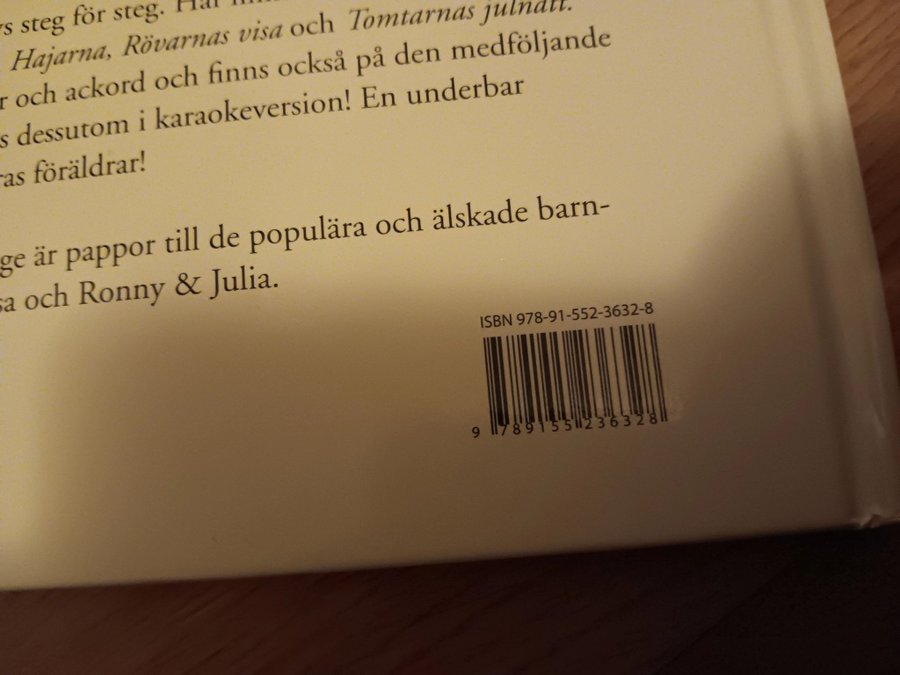 steg för steg. Här
Hajarna, Rövarnas visa och Tomtarnas julnatt.
r och ackord och finns också på den medföljande
s dessutom i karaokeversion! En underbar
ras föräldrar!
ge är pappor till de populära och älskade barn-
sa och Ronny & Julia.
ISBN 978-91-552-3632-8
9 789155 236328